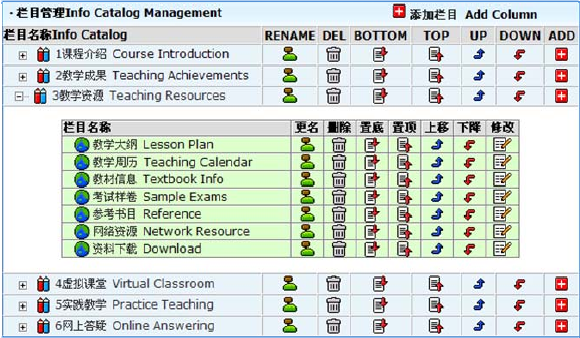 ·栏目管理Info Catalog Management 添加栏目 Add Column
栏目名称Info Catalog RENAME DEL BOTTOM TOP UP DOWN ADD
1课程介绍 Course Introduction
2教学成果 Teaching Achievements
3教学资源 Teaching Resources
栏目名称 更名 删除 置底 置顶 上移 下降 修改
教学大纲 Lesson Plan
教学周历 Teaching Calendar
教材信息 Textbook Info
考试样卷 Sample Exams
参考书目 Reference
网络资源 Network Resource
资料下载 Download
4虚拟课堂 Virtual Classroom
5实践教学 Practice Teaching
6网上答疑 Online Answering